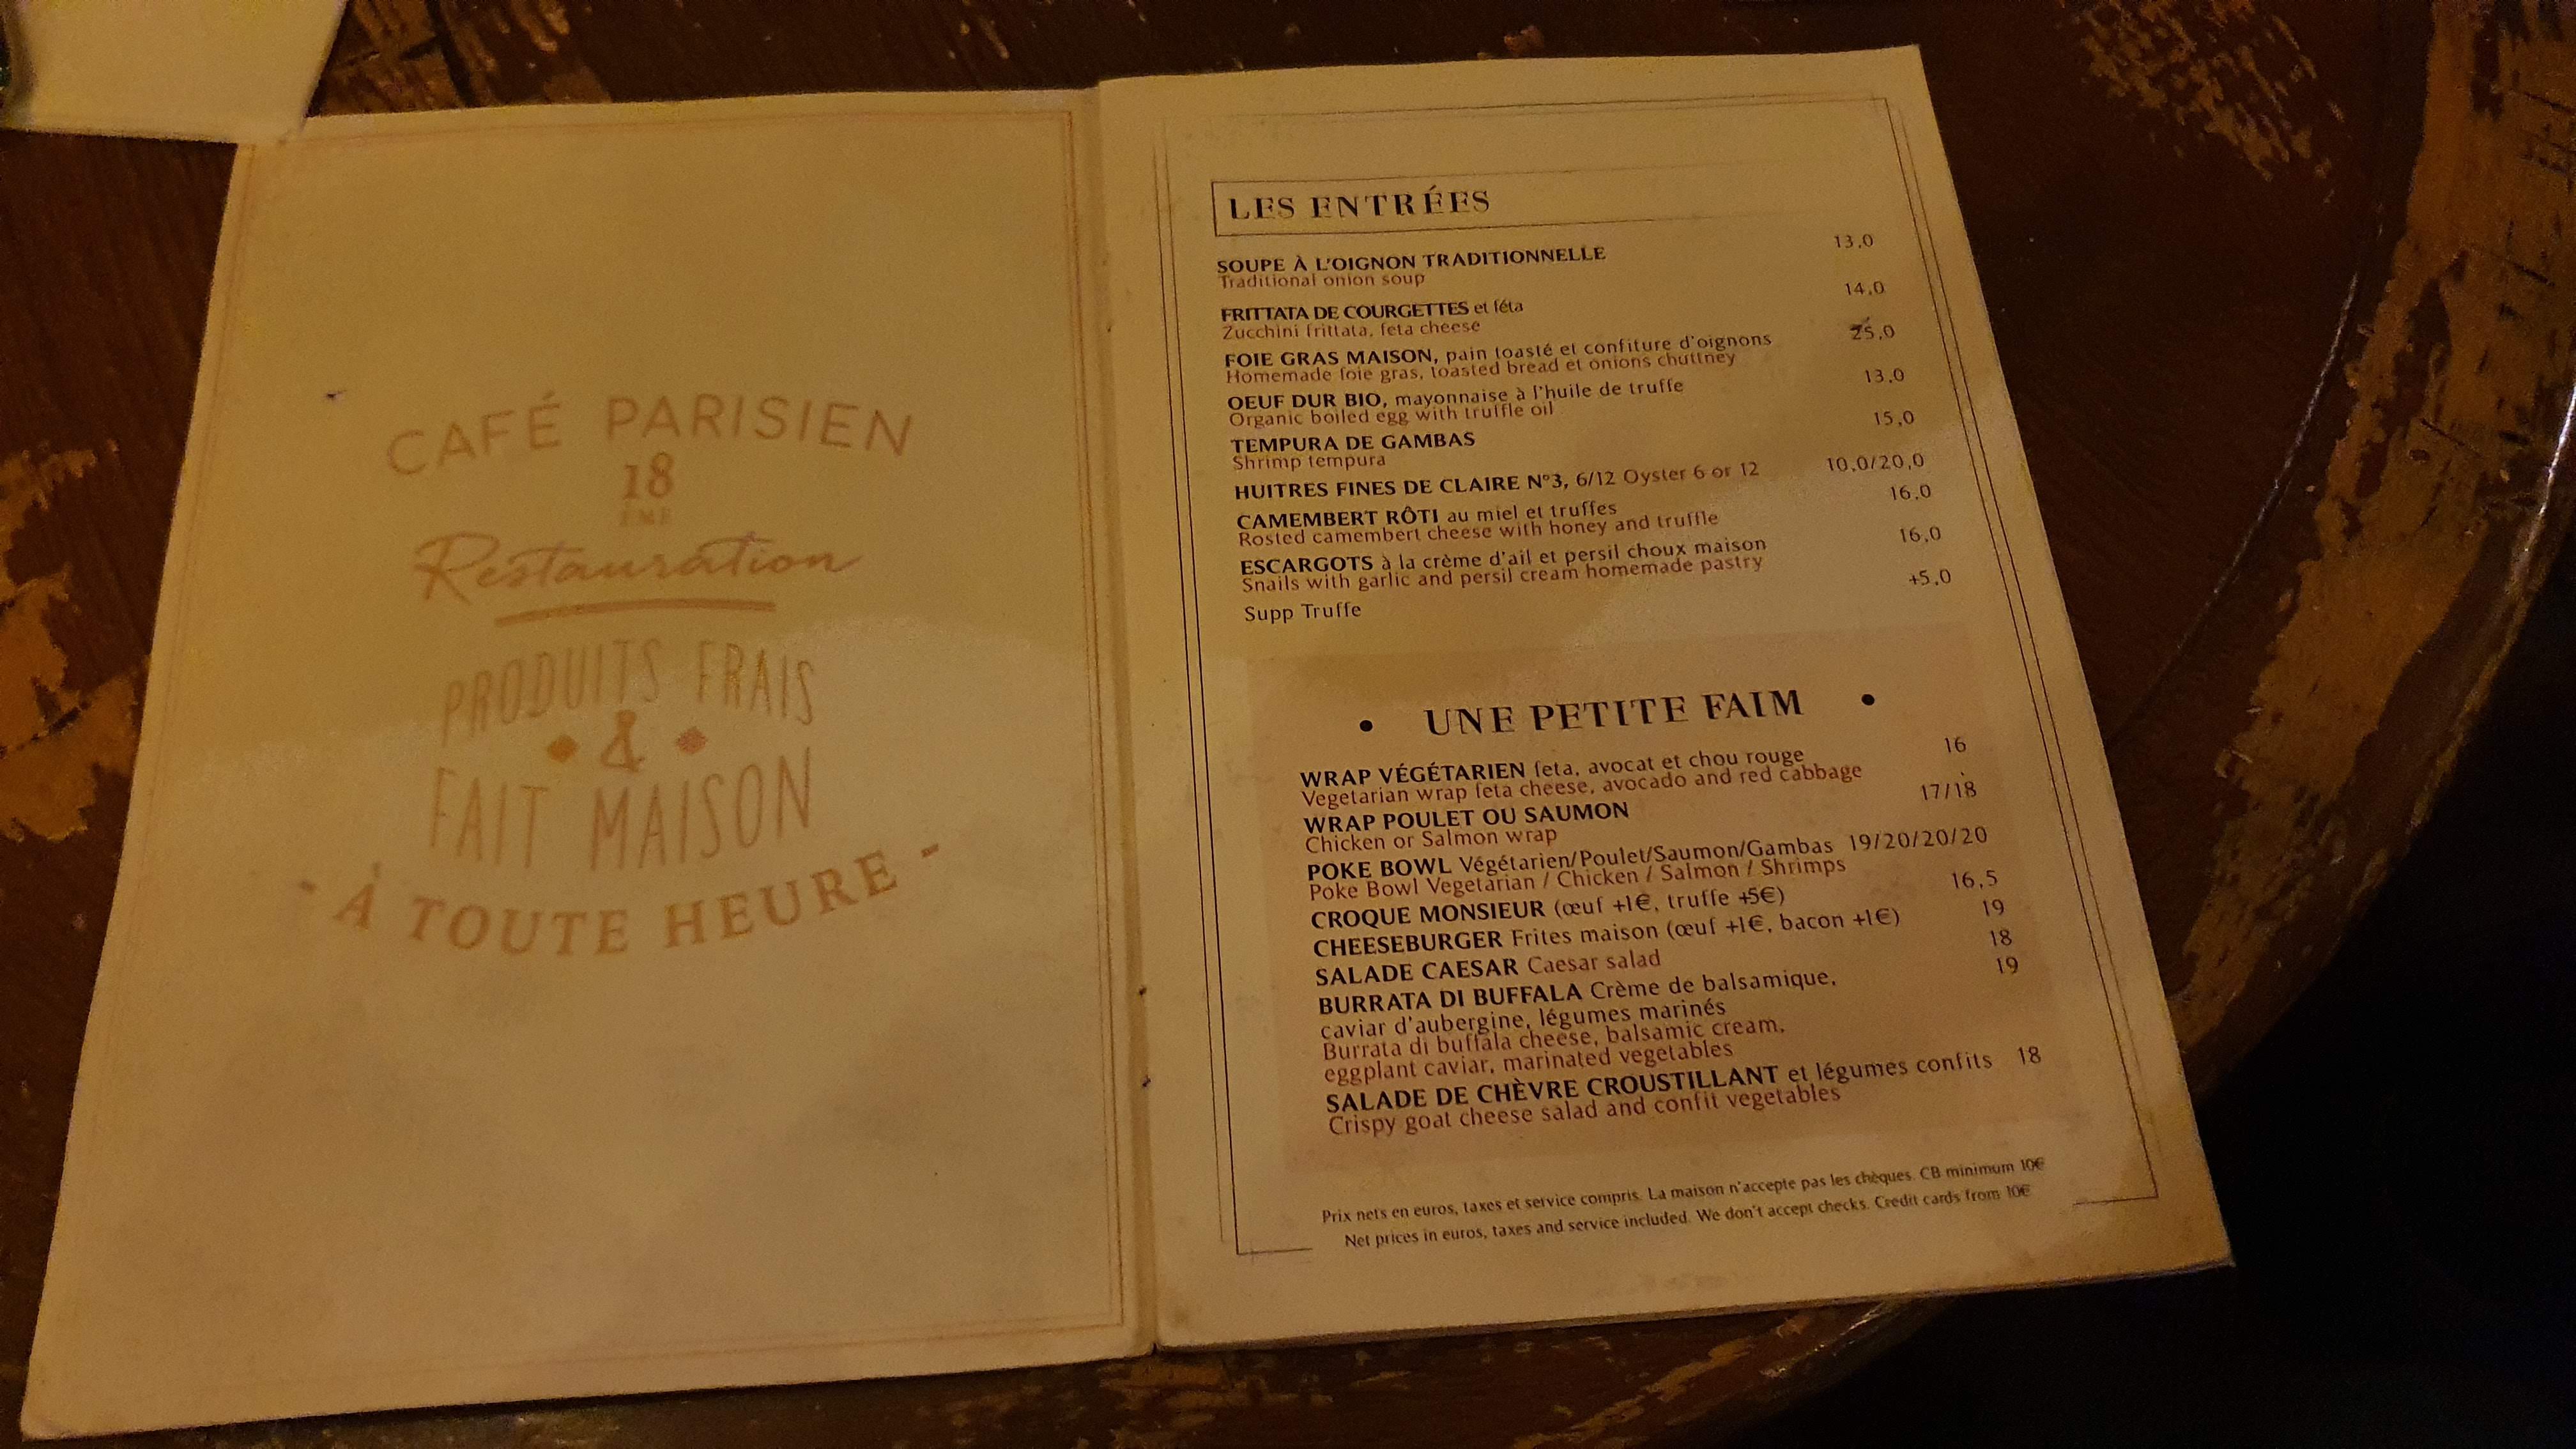 CAFÉ PARISIEN
18
ÈME
Restauration
PRODUITS FRAIS
&
FAIT MAISON
- À TOUTE HEURE -
LES ENTRÉES
SOUPE À L'OIGNON TRADITIONNELLE 13,0
Traditional onion soup
FRITTATA DE COURGETTES et féta 14,0
Zucchini frittata, feta cheese
FOIE GRAS MAISON, pain toasté et confiture d'oignons 25,0
Homemade foie gras, toasted bread et onions chuttney
OEUF DUR BIO, mayonnaise à l'huile de truffe 13,0
Organic boiled egg with truffle oil
TEMPURA DE GAMBAS 15,0
Shrimp tempura
HUITRES FINES DE CLAIRE N°3, 6/12 Oyster 6 or 12 10,0/20,0
CAMEMBERT RÔTI au miel et truffes 16,0
Rosted camembert cheese with honey and truffle
ESCARGOTS à la crème d'ail et persil choux maison 16,0
Snails with garlic and persil cream homemade pastry
Supp Truffe +5,0
• UNE PETITE FAIM •
WRAP VÉGÉTARIEN feta, avocat et chou rouge 16
Vegetarian wrap feta cheese, avocado and red cabbage
WRAP POULET OU SAUMON 17/18
Chicken or Salmon wrap
POKE BOWL Végétarien/Poulet/Saumon/Gambas 19/20/20/20
Poke Bowl Vegetarian / Chicken / Salmon / Shrimps
CROQUE MONSIEUR (œuf +1€, truffe +5€) 16,5
CHEESEBURGER Frites maison (œuf +1€, bacon +1€) 19
SALADE CAESAR Caesar salad 18
BURRATA DI BUFFALA Crème de balsamique, 19
caviar d'aubergine, légumes marinés
Burrata di buffala cheese, balsamic cream,
eggplant caviar, marinated vegetables
SALADE DE CHÈVRE CROUSTILLANT et légumes confits 18
Crispy goat cheese salad and confit vegetables
Prix nets en euros, taxes et service compris. La maison n'accepte pas les chèques. CB minimum 10€
Net prices in euros, taxes and service included. We don't accept checks. Credit cards from 10€